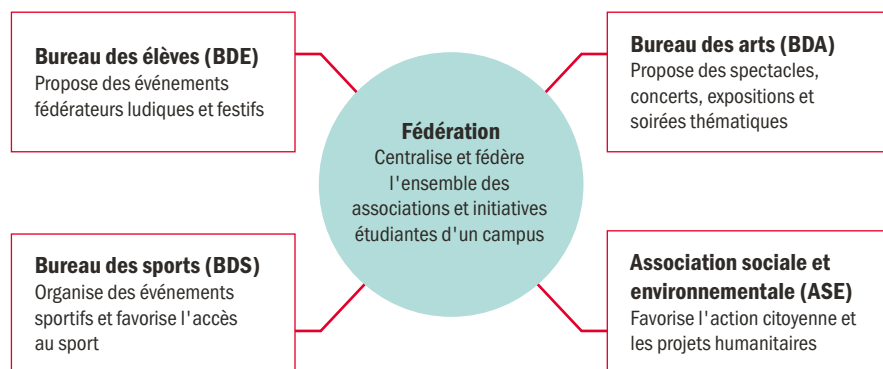 Bureau des élèves (BDE)
Propose des événements
fédérateurs ludiques et festifs
Bureau des arts (BDA)
Propose des spectacles,
concerts, expositions et
soirées thématiques
Fédération
Centralise et fédère
l'ensemble des
associations et initiatives
étudiantes d'un campus
Bureau des sports (BDS)
Organise des événements
sportifs et favorise l'accès
au sport
Association sociale et
environnementale (ASE)
Favorise l'action citoyenne et
les projets humanitaires